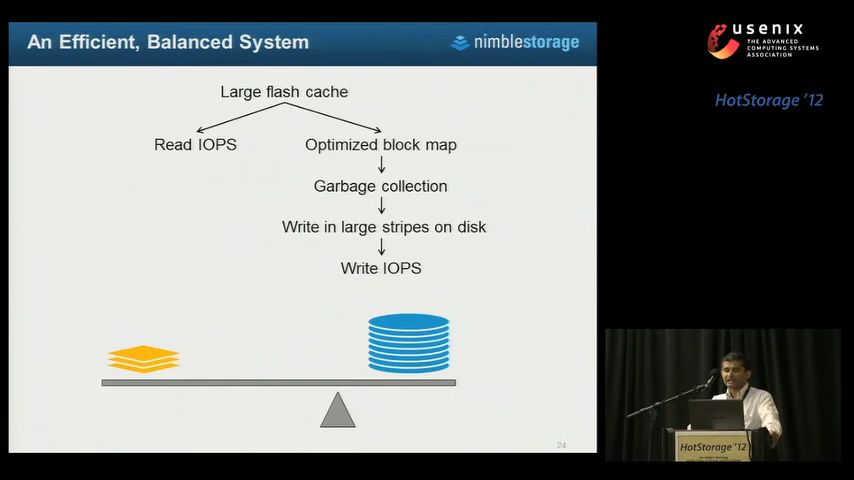 An Efficient, Balanced System
nimblestorage
Large flash cache
Read IOPS
Optimized block map
Garbage collection
Write in large stripes on disk
Write IOPS
24
usenix
THE ADVANCED
COMPUTING SYSTEMS
ASSOCIATION
HotStorage '12
HotStorage '12